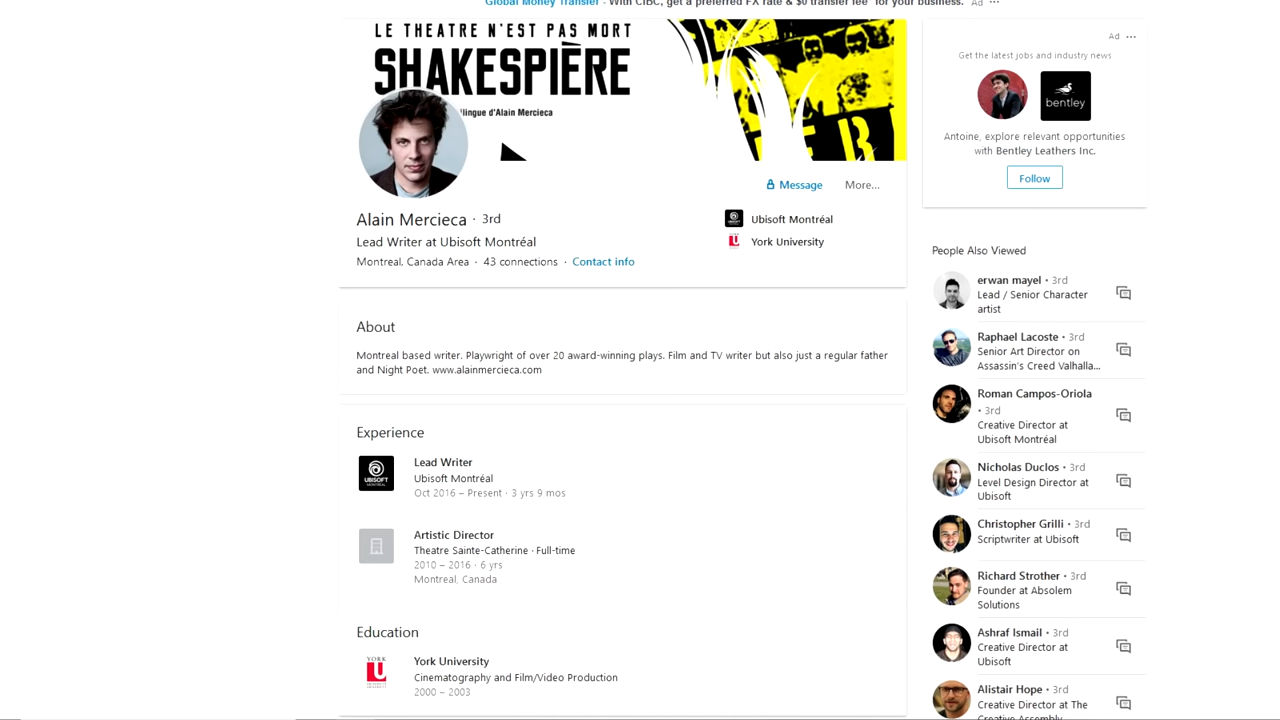 Global Money Transfer - With CIBC, get a preferred FX rate & $0 transfer fee* for your business. Ad ...
LE THEATRE N'EST PAS MORT
SHAKESPIÈRE
ilingue d'Alain Mercieca
Message
More...
Alain Mercieca · 3rd
Lead Writer at Ubisoft Montréal
Montreal, Canada Area · 43 connections · Contact info
Ubisoft Montréal
York University
About
Montreal based writer. Playwright of over 20 award-winning plays. Film and TV writer but also just a regular father
and Night Poet. www.alainmercieca.com
Experience
UBISOFT
MONTRÉAL
Lead Writer
Ubisoft Montréal
Oct 2016 – Present · 3 yrs 9 mos
Artistic Director
Theatre Sainte-Catherine · Full-time
2010 – 2016 · 6 yrs
Montreal, Canada
Education
YORK
U
York University
Cinematography and Film/Video Production
2000 – 2003
Ad ...
Get the latest jobs and industry news
bentley
Antoine, explore relevant opportunities
with Bentley Leathers Inc.
Follow
People Also Viewed
erwan mayel • 3rd
Lead / Senior Character
artist
Raphael Lacoste • 3rd
Senior Art Director on
Assassin's Creed Valhalla...
Roman Campos-Oriola
• 3rd
Creative Director at
Ubisoft Montréal
Nicholas Duclos • 3rd
Level Design Director at
Ubisoft
Christopher Grilli • 3rd
Scriptwriter at Ubisoft
Richard Strother • 3rd
Founder at Absolem
Solutions
Ashraf Ismail • 3rd
Creative Director at
Ubisoft
Alistair Hope • 3rd
Creative Director at The
Creative Assembly